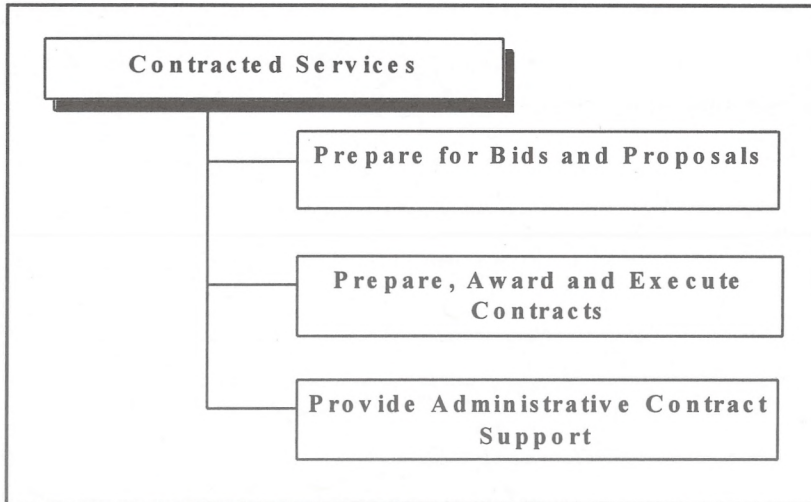 Contracted Services
Prepare for Bids and Proposals
Prepare, Award and Execute
Contracts
Provide Administrative Contract
Support